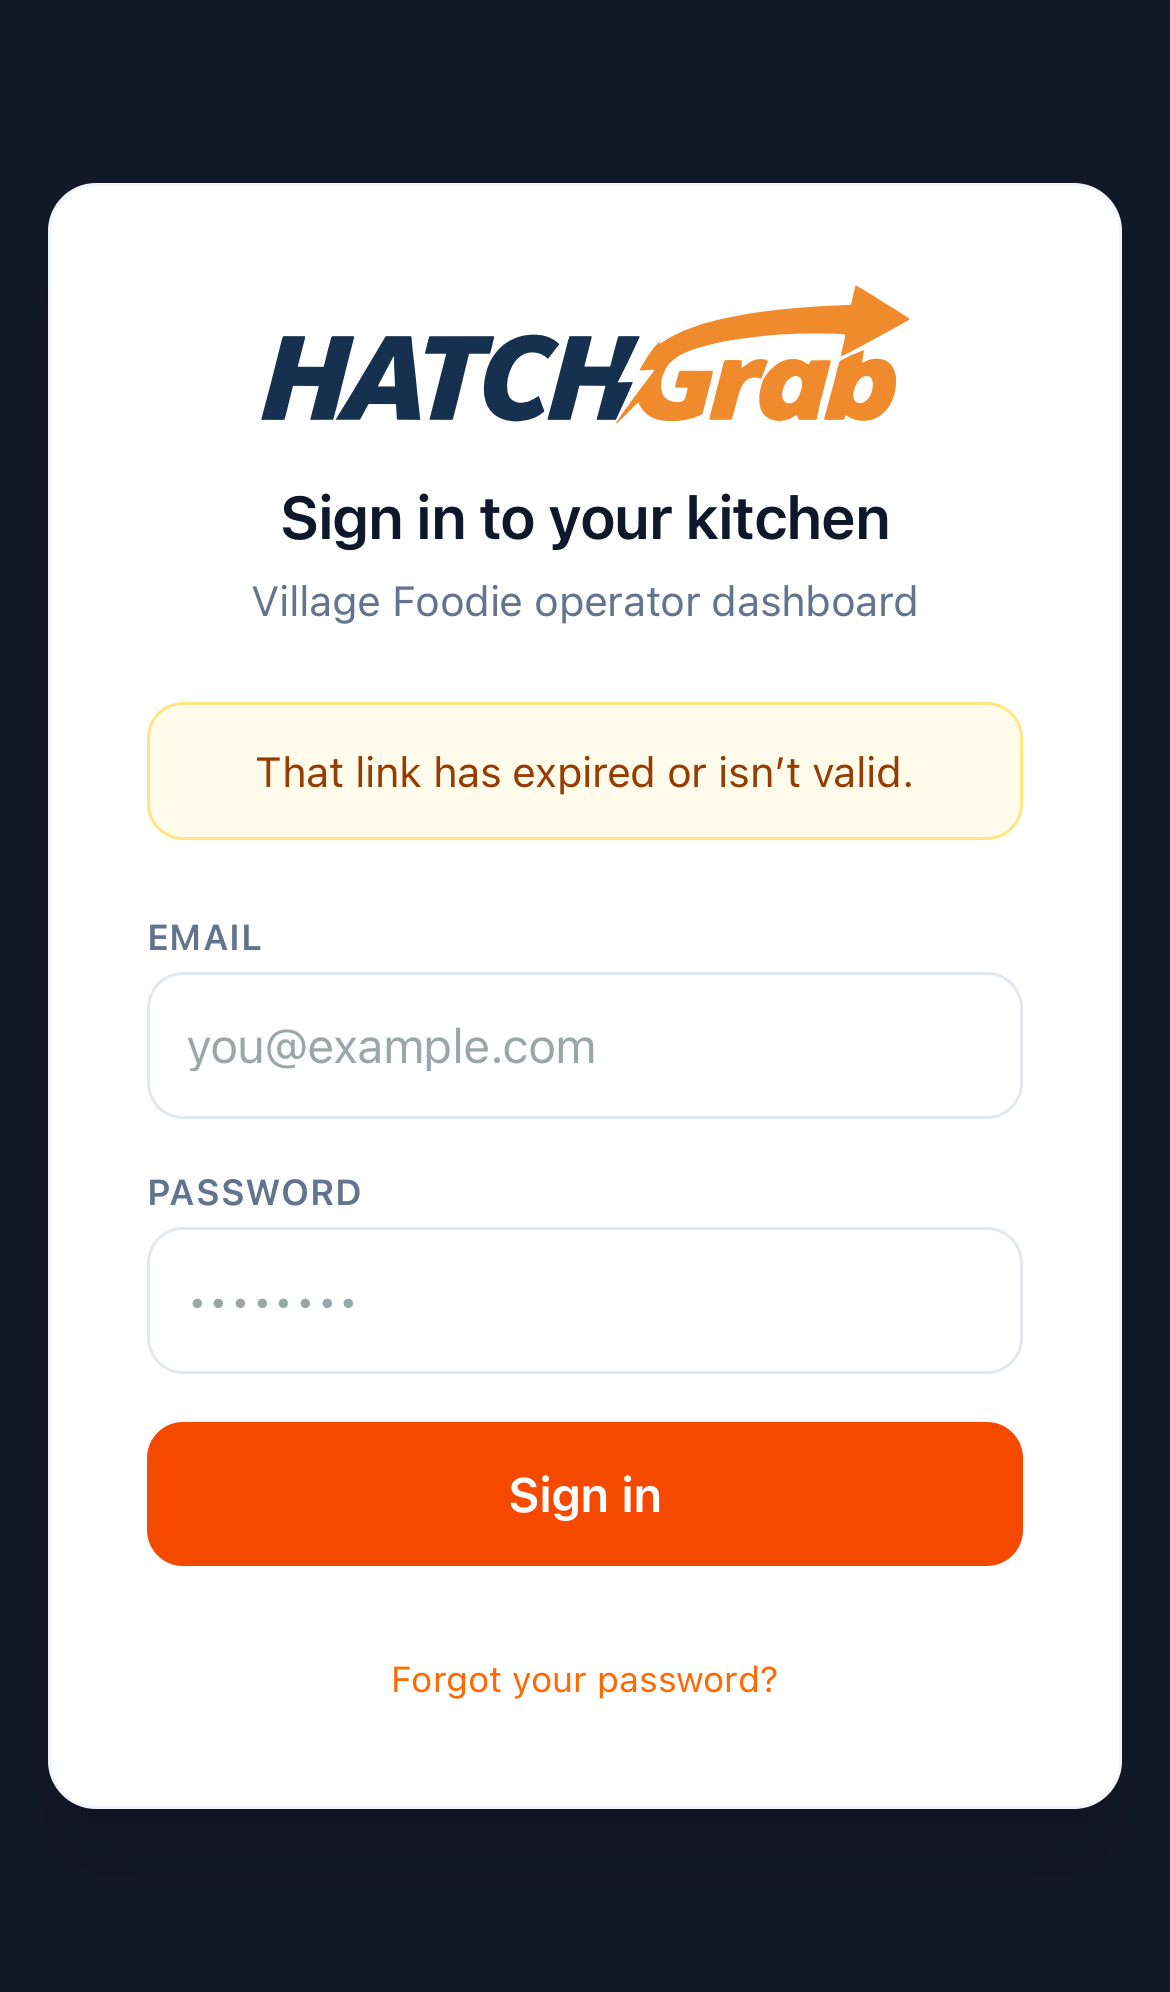 HATCHGrab
Sign in to your kitchen
Village Foodie operator dashboard
That link has expired or isn’t valid.
EMAIL
you@example.com
PASSWORD
••••••••
Sign in
Forgot your password?